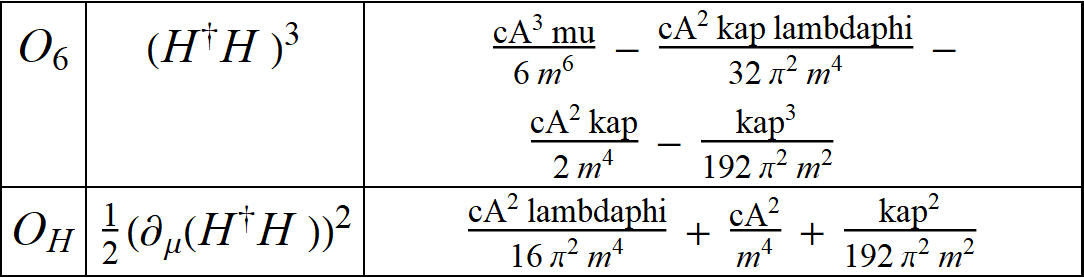 O_6 (H†H )^3 cA^3 mu / 6 m^6 − cA^2 kap lambdaphi / 32 π^2 m^4 −
cA^2 kap / 2 m^4 − kap^3 / 192 π^2 m^2
O_H 1/2 (∂_μ(H†H ))^2 cA^2 lambdaphi / 16 π^2 m^4 + cA^2 / m^4 + kap^2 / 192 π^2 m^2